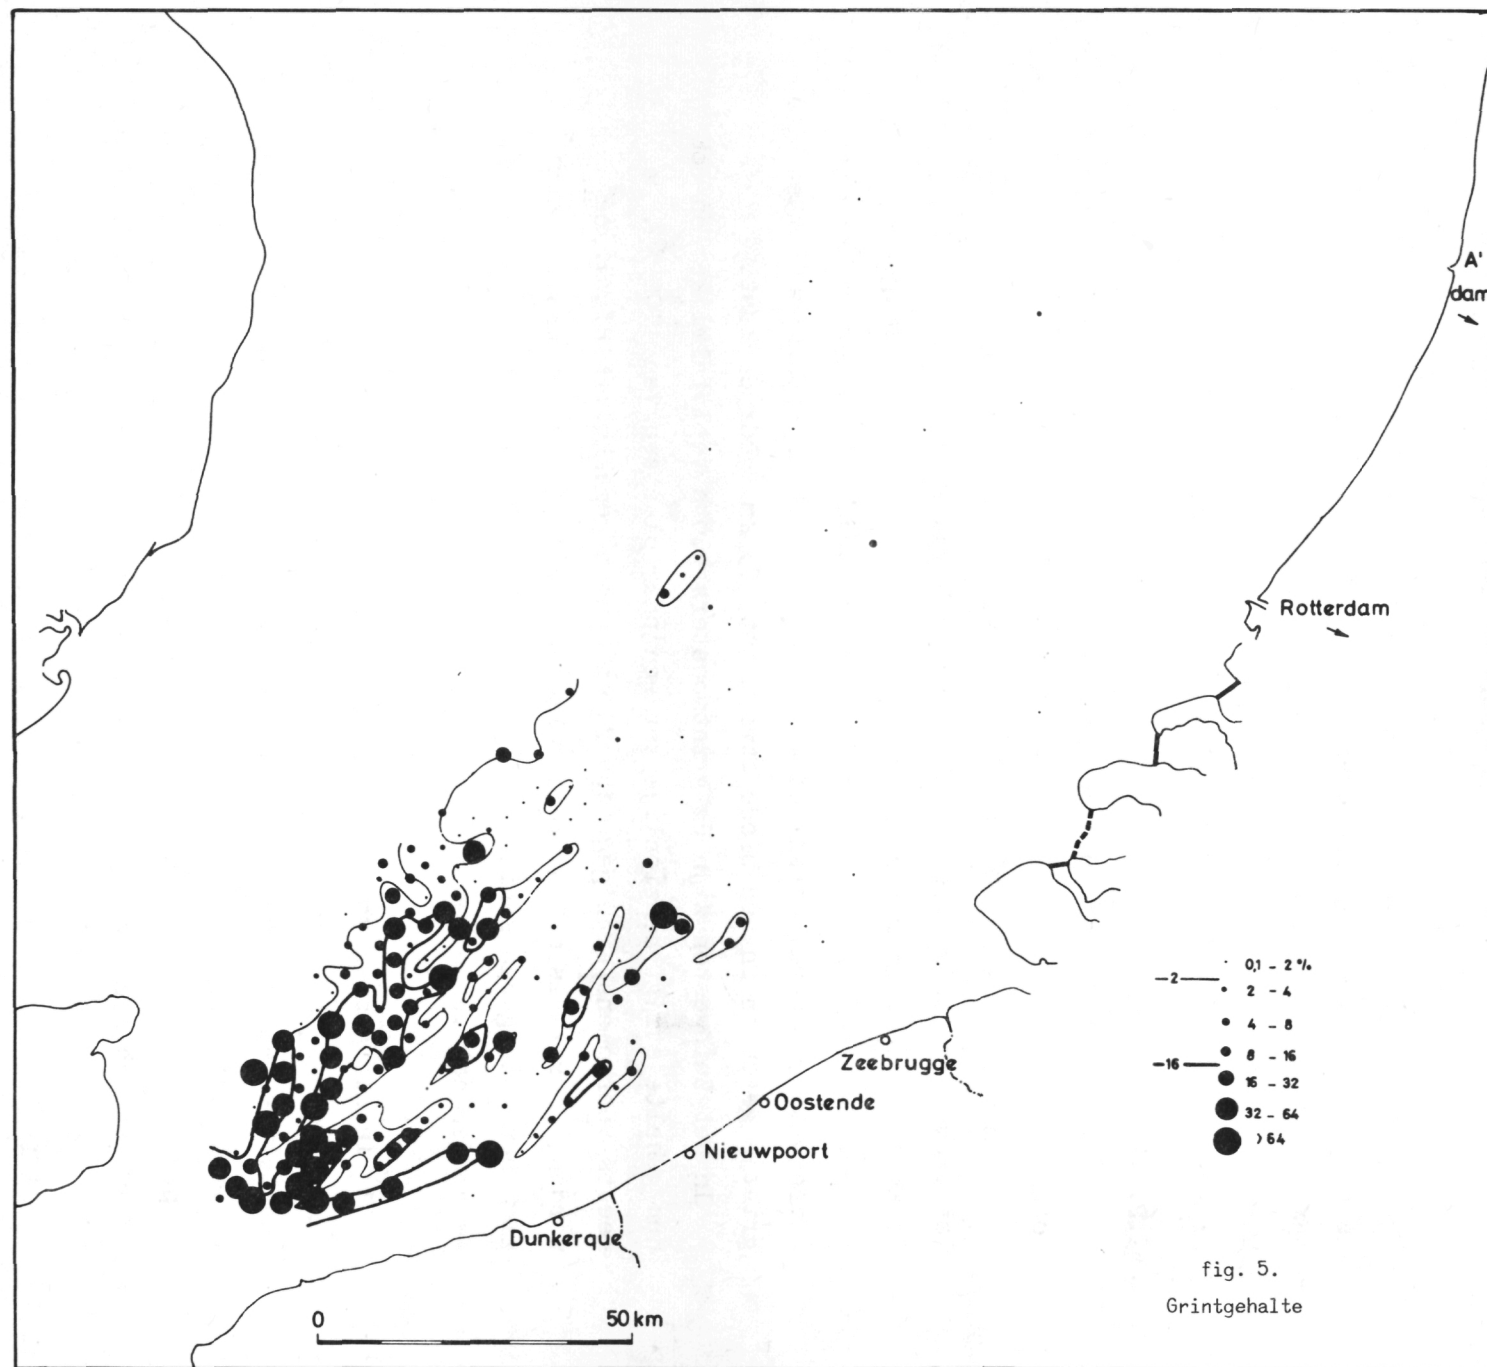 A'
dam
Rotterdam
Zeebrugge
Oostende
Nieuwpoort
Dunkerque
0,1 - 2 %
-2
2 - 4
4 - 8
8 - 16
-16
16 - 32
32 - 64
>64
fig. 5.
Grintgehalte
0 50 km